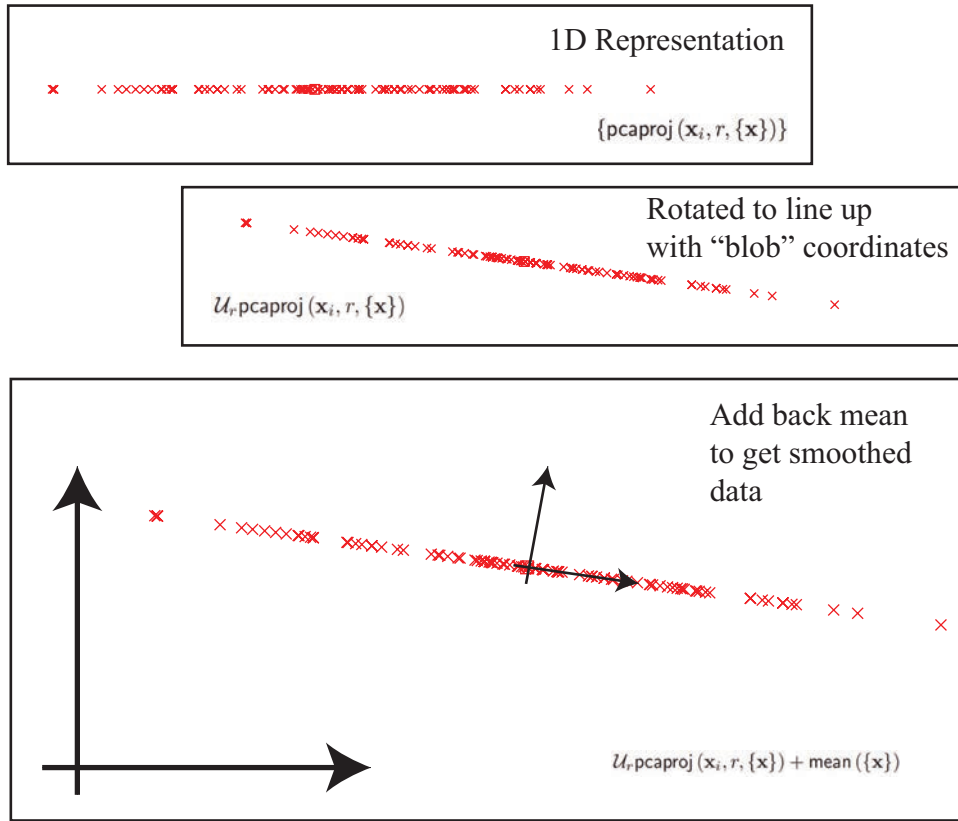 1D Representation
{pcaproj (𝐱ᵢ, r, {𝐱})}
Rotated to line up
with “blob” coordinates
𝒰ᵣpcaproj (𝐱ᵢ, r, {𝐱})
Add back mean
to get smoothed
data
𝒰ᵣpcaproj (𝐱ᵢ, r, {𝐱}) + mean ({𝐱})